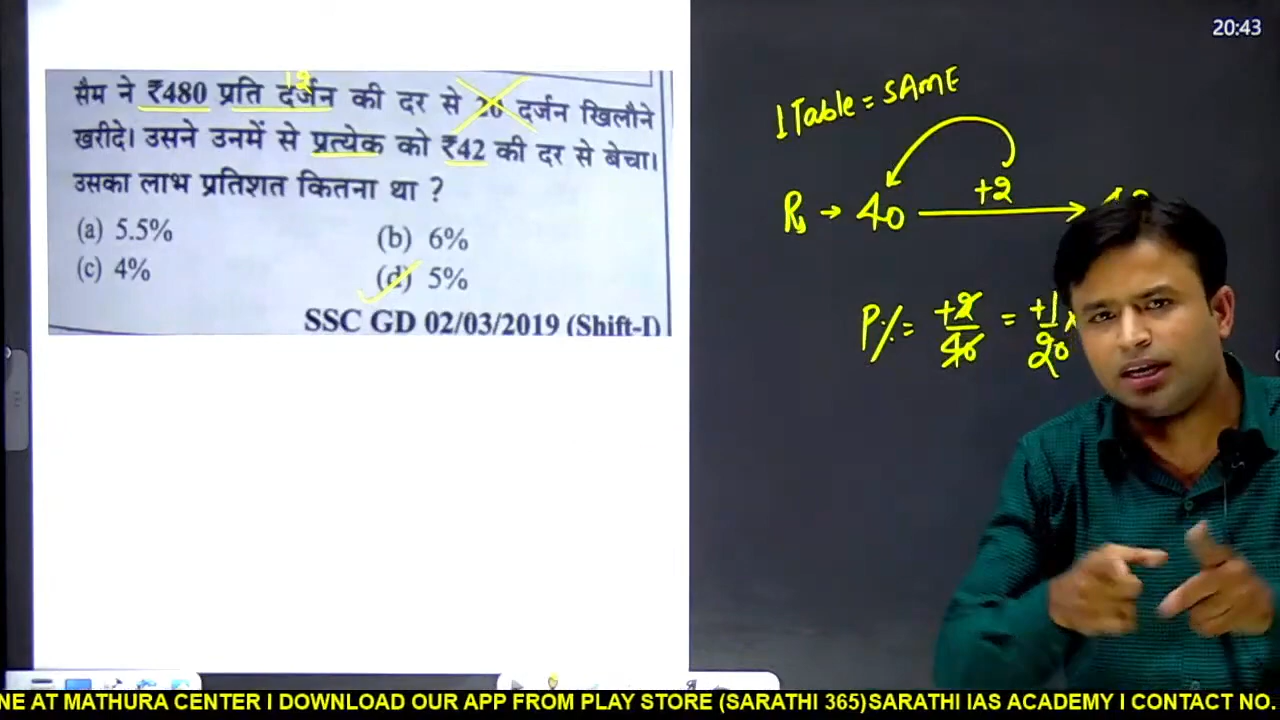 20:43
12
सैम ने ₹480 प्रति दर्जन की दर से 20 दर्जन खिलौने
खरीदे। उसने उनमें से प्रत्येक को ₹42 की दर से बेचा।
उसका लाभ प्रतिशत कितना था ?
(a) 5.5%
(b) 6%
(c) 4%
(d) 5%
SSC GD 02/03/2019 (Shift-I)
1 Table = SAME
+2
Rs → 40
P% = +2/40 = +1/20 ×
NE AT MATHURA CENTER I DOWNLOAD OUR APP FROM PLAY STORE (SARATHI 365)SARATHI IAS ACADEMY I CONTACT NO.